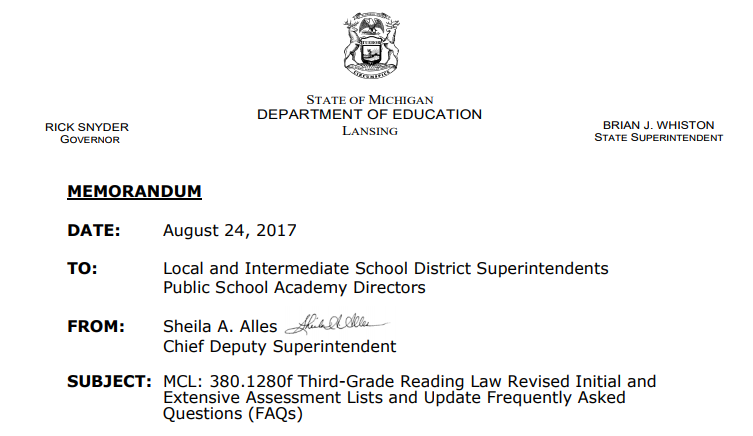 STATE OF MICHIGAN
DEPARTMENT OF EDUCATION
LANSING
RICK SNYDER
GOVERNOR
BRIAN J. WHISTON
STATE SUPERINTENDENT
MEMORANDUM
DATE: August 24, 2017
TO: Local and Intermediate School District Superintendents
Public School Academy Directors
FROM: Sheila A. Alles Sheila A. Alles
Chief Deputy Superintendent
SUBJECT: MCL: 380.1280f Third-Grade Reading Law Revised Initial and
Extensive Assessment Lists and Update Frequently Asked
Questions (FAQs)